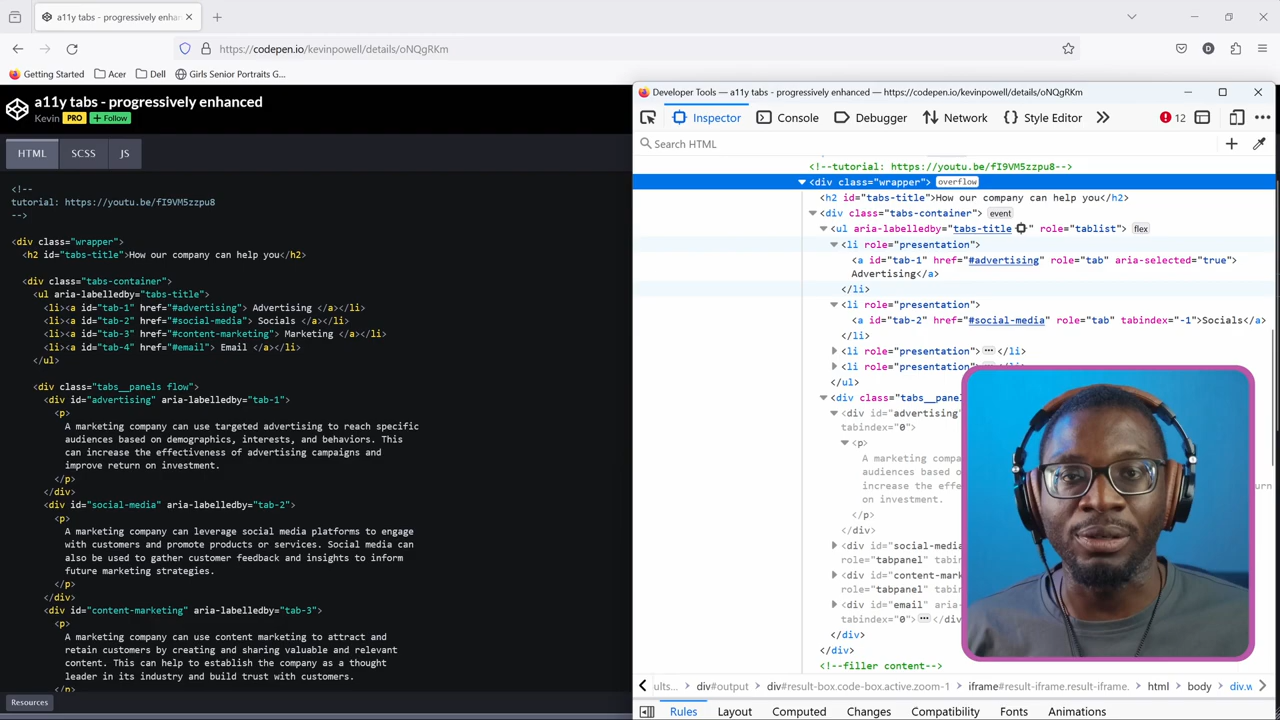 a11y tabs - progressively enhan
https://codepen.io/kevinpowell/details/oNQgRKm
D
Getting Started
Acer
Dell
Girls Senior Portraits G...
a11y tabs - progressively enhanced
Kevin PRO + Follow
HTML SCSS JS
<!--
tutorial: https://youtu.be/fI9VM5zzpu8
-->
<div class="wrapper">
<h2 id="tabs-title">How our company can help you</h2>
<div class="tabs-container">
<ul aria-labelledby="tabs-title">
<li><a id="tab-1" href="#advertising"> Advertising </a></li>
<li><a id="tab-2" href="#social-media"> Socials </a></li>
<li><a id="tab-3" href="#content-marketing"> Marketing </a></li>
<li><a id="tab-4" href="#email"> Email </a></li>
</ul>
<div class="tabs__panels flow">
<div id="advertising" aria-labelledby="tab-1">
<p>
A marketing company can use targeted advertising to reach specific
audiences based on demographics, interests, and behaviors. This
can increase the effectiveness of advertising campaigns and
improve return on investment.
</p>
</div>
<div id="social-media" aria-labelledby="tab-2">
<p>
A marketing company can leverage social media platforms to engage
with customers and promote products or services. Social media can
also be used to gather customer feedback and insights to inform
future marketing strategies.
</p>
</div>
<div id="content-marketing" aria-labelledby="tab-3">
<p>
A marketing company can use content marketing to attract and
retain customers by creating and sharing valuable and relevant
content. This can help to establish the company as a thought
leader in its industry and build trust with customers.
</p>
Resources
Developer Tools — a11y tabs - progressively enhanced — https://codepen.io/kevinpowell/details/oNQgRKm
Inspector Console Debugger Network Style Editor 12
Search HTML
<!--tutorial: https://youtu.be/fI9VM5zzpu8-->
<div class="wrapper"> overflow
<h2 id="tabs-title">How our company can help you</h2>
<div class="tabs-container"> event
<ul aria-labelledby="tabs-title " role="tablist"> flex
<li role="presentation">
<a id="tab-1" href="#advertising" role="tab" aria-selected="true">
Advertising</a>
</li>
<li role="presentation">
<a id="tab-2" href="#social-media" role="tab" tabindex="-1">Socials</a>
</li>
<li role="presentation"> ••• </li>
<li role="presentation"> ••• </li>
</ul>
<div class="tabs__pane
<div id="advertising"
tabindex="0">
<p>
A marketing compa
audiences based o
increase the effe
on investment.
</p>
</div>
<div id="social-media
role="tabpanel"
<div id="content-mark
role="tabpanel"
<div id="email" aria-
tabindex="0"> ••• </div>
</div>
</div>
<!--filler content-->
ults... div#output div#result-box.code-box.active.zoom-1 iframe#result-iframe.result-iframe. html body div.w
Rules Layout Computed Changes Compatibility Fonts Animations